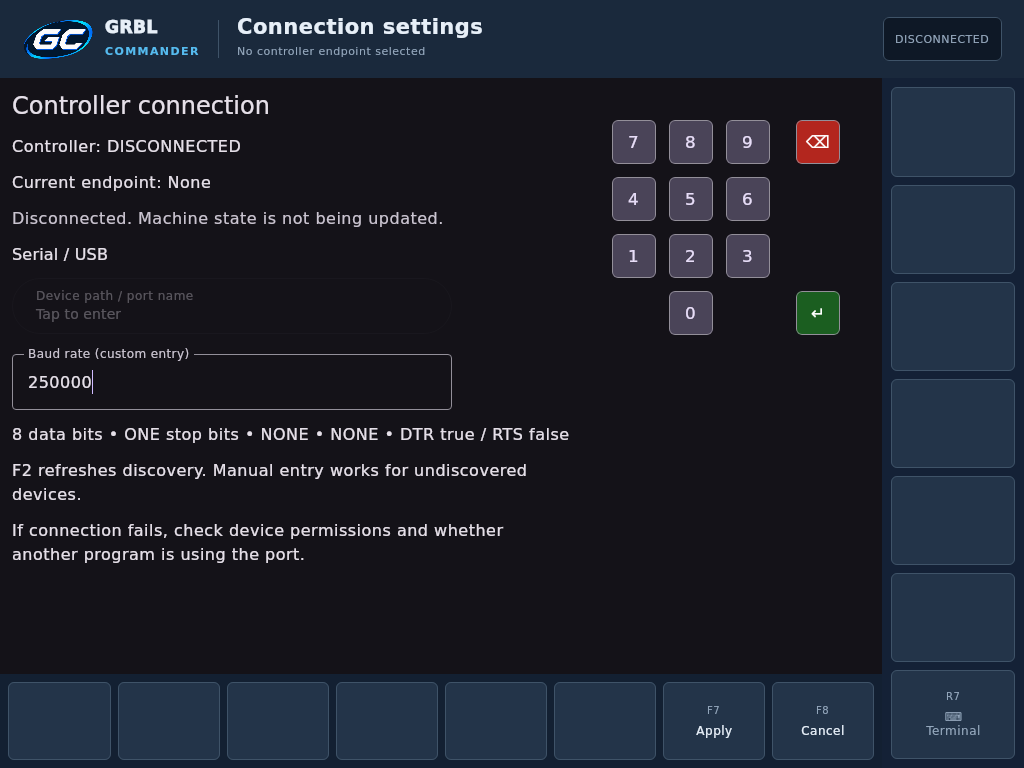 GC
GRBL
COMMANDER
Connection settings
No controller endpoint selected
DISCONNECTED
Controller connection
Controller: DISCONNECTED
Current endpoint: None
Disconnected. Machine state is not being updated.
Serial / USB
Device path / port name
Tap to enter
Baud rate (custom entry)
250000
8 data bits • ONE stop bits • NONE • NONE • DTR true / RTS false
F2 refreshes discovery. Manual entry works for undiscovered
devices.
If connection fails, check device permissions and whether
another program is using the port.
7 8 9 ⌫
4 5 6
1 2 3
0 ↵
F7
Apply
F8
Cancel
R7
⌨
Terminal